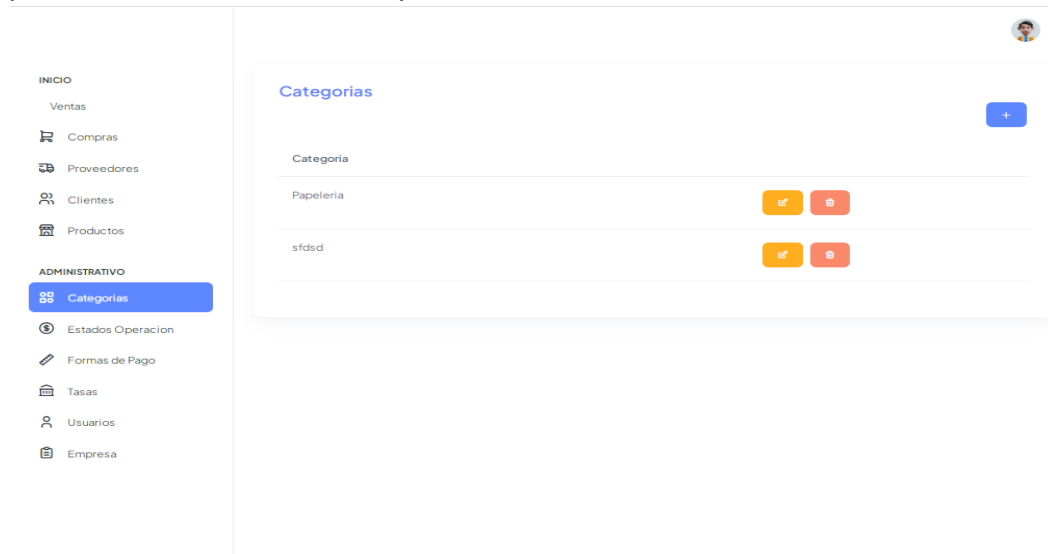 INICIO
Ventas
Compras
Proveedores
Clientes
Productos
ADMINISTRATIVO
Categorias
Estados Operacion
Formas de Pago
Tasas
Usuarios
Empresa
Categorias
+
Categoria
Papeleria
sfdsd